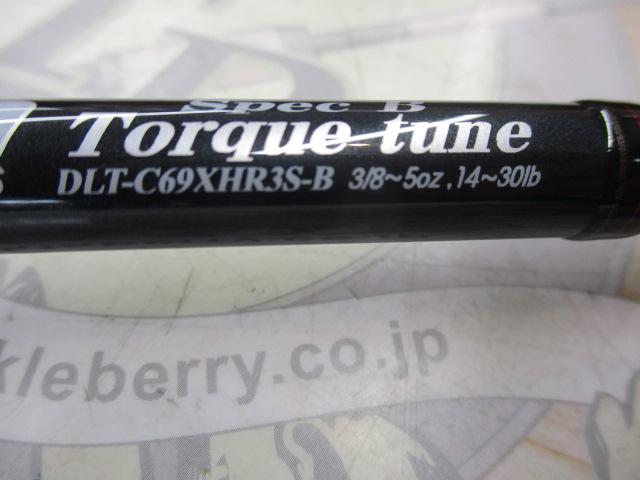 Spec B
Torque tune
DLT-C69XHR3S-B 3/8~5oz,14~30lb
kleberry.co.jp